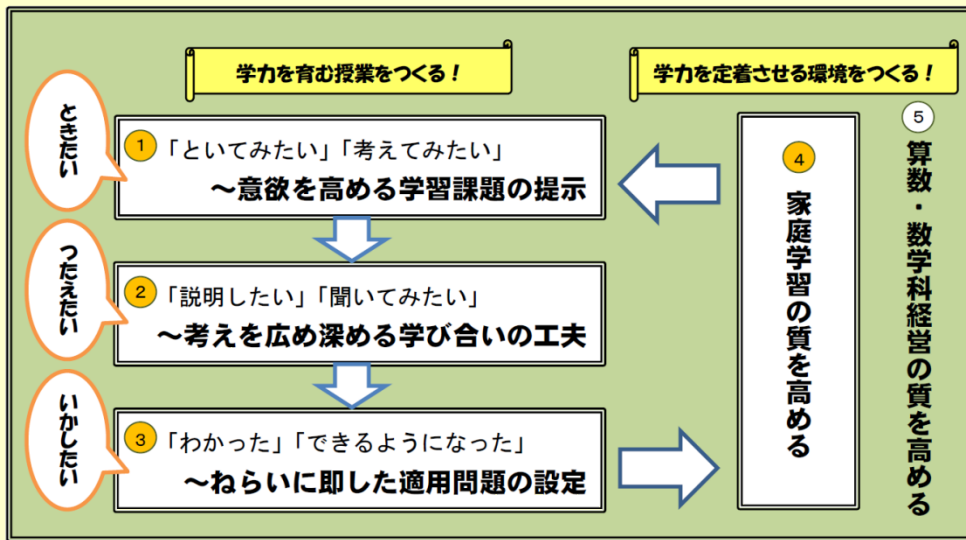 学力を育む授業をつくる！
学力を定着させる環境をつくる！
ときたい
① 「といてみたい」「考えてみたい」
～意欲を高める学習課題の提示
つたえたい
② 「説明したい」「聞いてみたい」
～考えを広め深める学び合いの工夫
いかしたい
③ 「わかった」「できるようになった」
～ねらいに即した適用問題の設定
④ 家庭学習の質を高める
⑤ 算数・数学科経営の質を高める